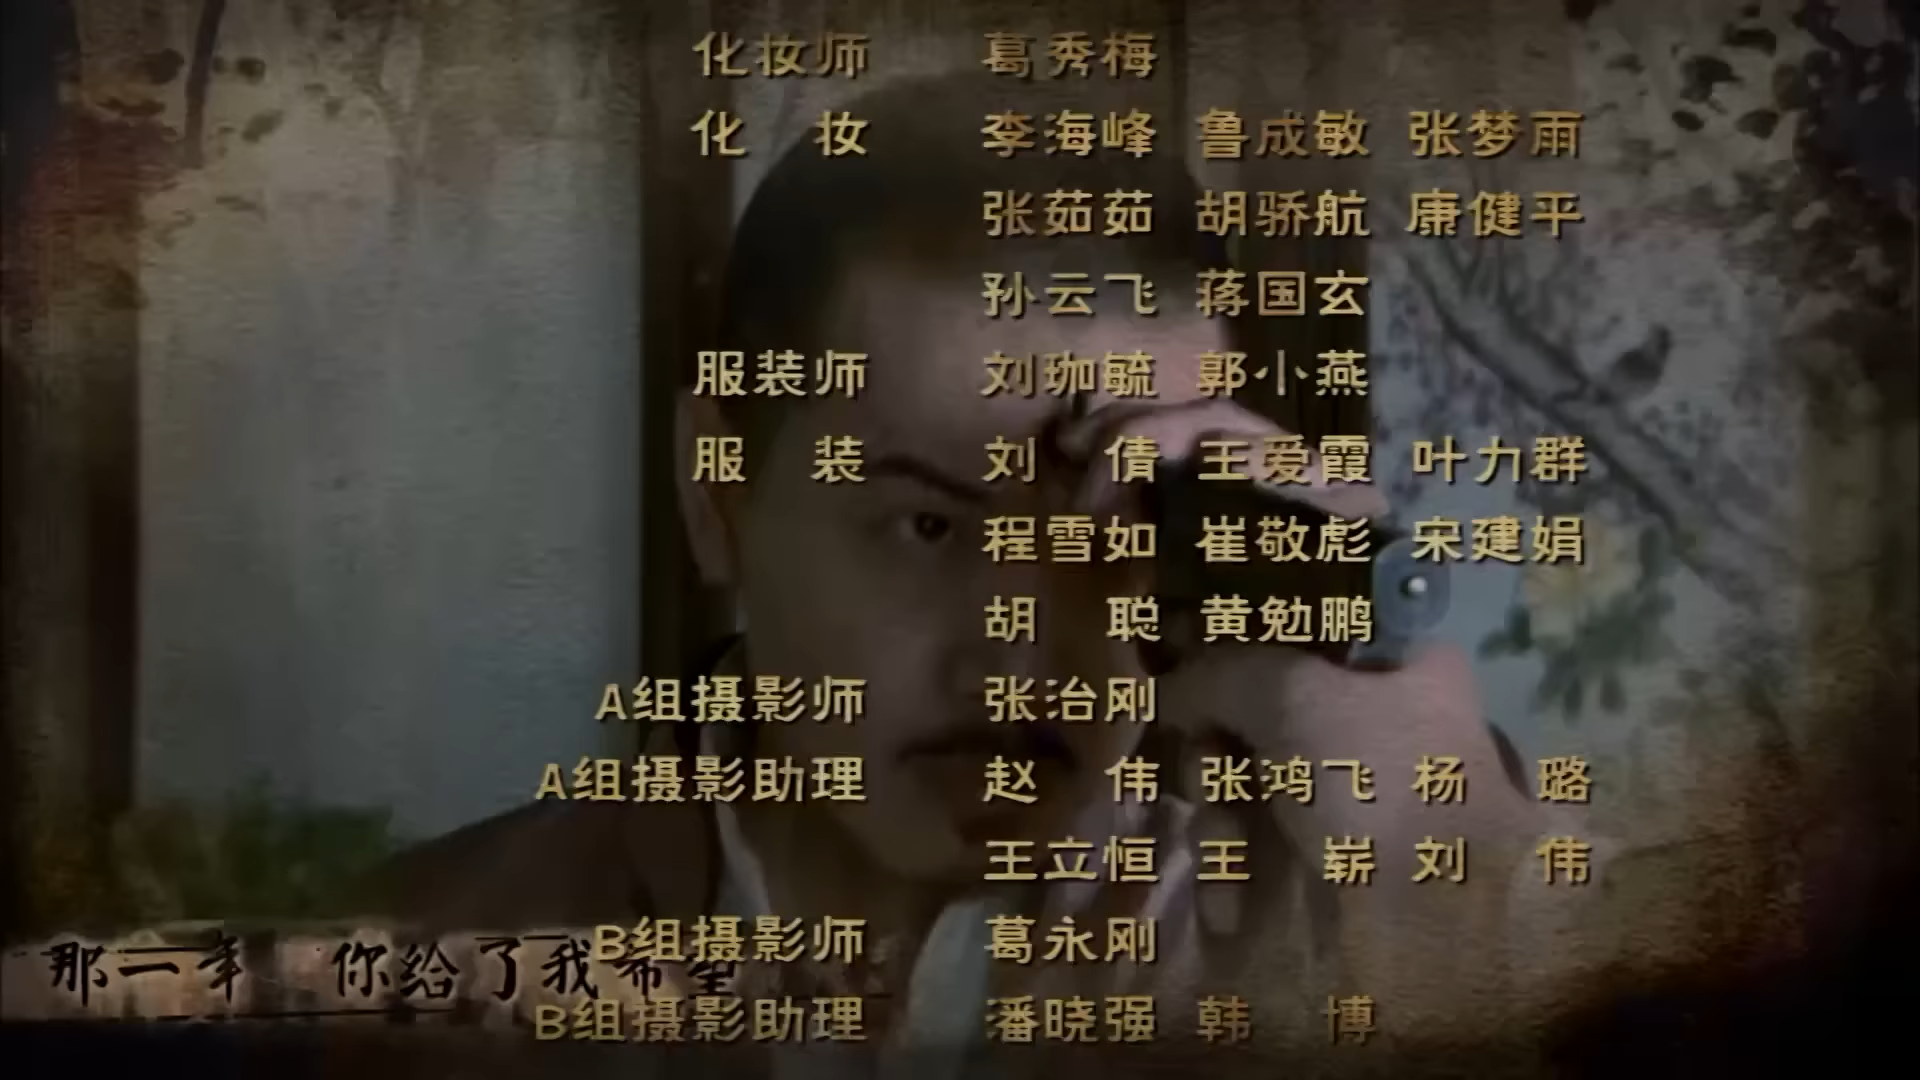 化妆师 葛秀梅
化 妆 李海峰 鲁成敏 张梦雨
张茹茹 胡骄航 康健平
孙云飞 蒋国玄
服装师 刘珈毓 郭小燕
服 装 刘 倩 王爱霞 叶力群
程雪如 崔敬彪 宋建娟
胡 聪 黄勉鹏
A组摄影师 张治刚
A组摄影助理 赵 伟 张鸿飞 杨 璐
王立恒 王 崭 刘 伟
B组摄影师 葛永刚
那一年 你给了我希望
B组摄影助理 潘晓强 韩 博